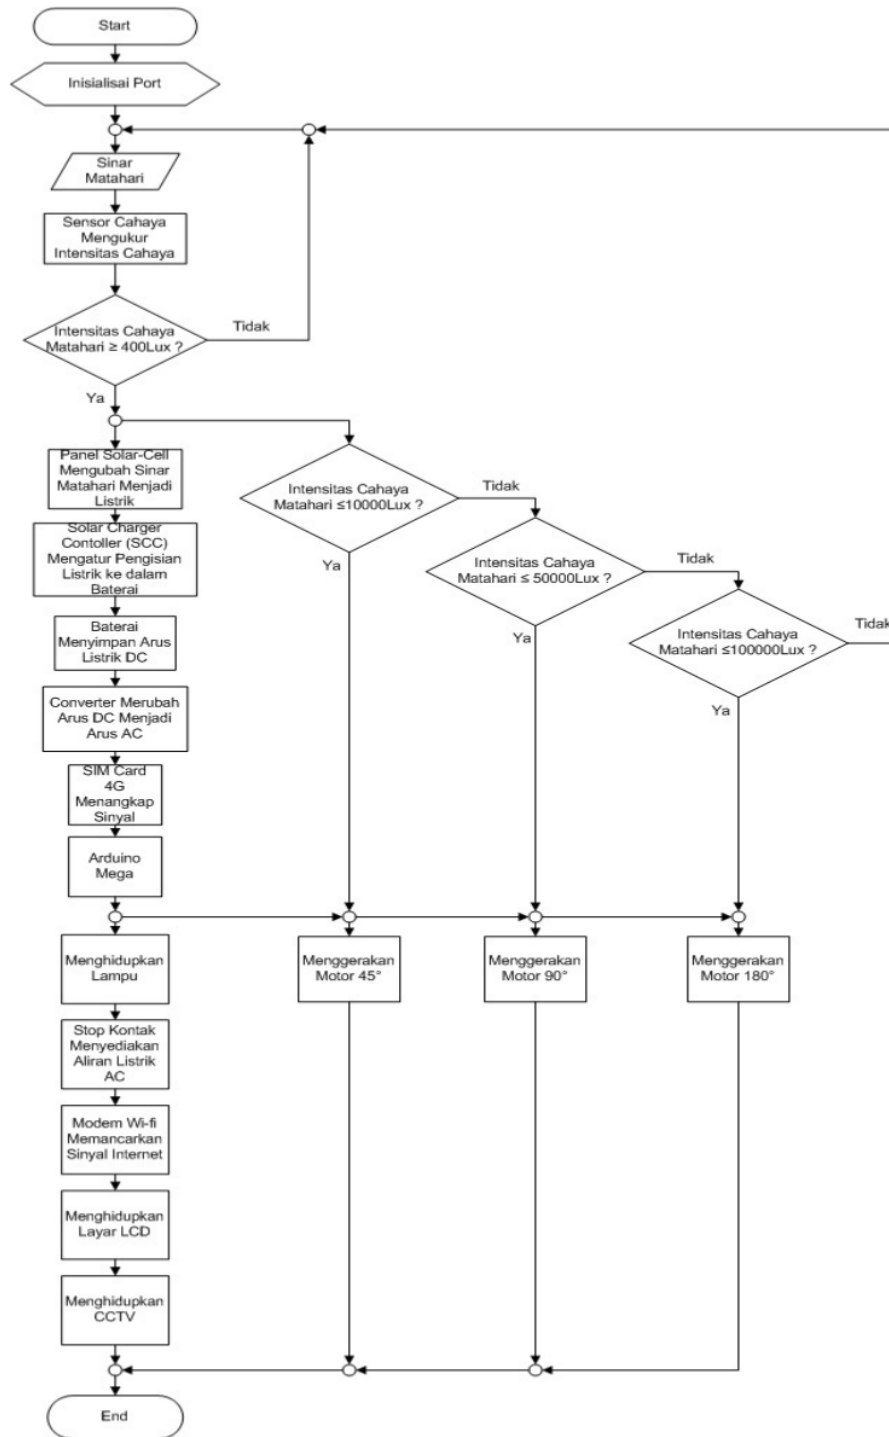 Start
Inisialisai Port
Sinar
Matahari
Sensor Cahaya
Mengukur
Intensitas Cahaya
Intensitas Cahaya
Matahari ≥ 400Lux ?
Tidak
Ya
Panel Solar-Cell
Mengubah Sinar
Matahari Menjadi
Listrik
Intensitas Cahaya
Matahari ≤10000Lux ?
Tidak
Ya
Intensitas Cahaya
Matahari ≤ 50000Lux ?
Tidak
Ya
Intensitas Cahaya
Matahari ≤100000Lux ?
Tidak
Ya
Solar Charger
Contoller (SCC)
Mengatur Pengisian
Listrik ke dalam
Baterai
Baterai
Menyimpan Arus
Listrik DC
Converter Merubah
Arus DC Menjadi
Arus AC
SIM Card
4G
Menangkap
Sinyal
Arduino
Mega
Menghidupkan
Lampu
Menggerakan
Motor 45°
Menggerakan
Motor 90°
Menggerakan
Motor 180°
Stop Kontak
Menyediakan
Aliran Listrik
AC
Modem Wi-fi
Memancarkan
Sinyal Internet
Menghidupkan
Layar LCD
Menghidupkan
CCTV
End